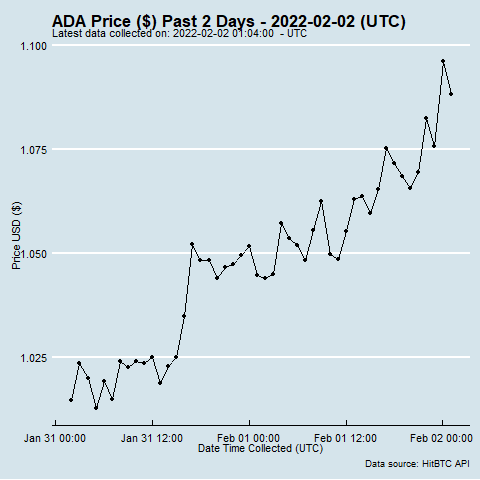 ADA Price ($) Past 2 Days - 2022-02-02 (UTC)
Latest data collected on: 2022-02-02 01:04:00 - UTC
1.100
1.075
1.050
1.025
Price USD ($)
Jan 31 00:00
Jan 31 12:00
Feb 01 00:00
Feb 01 12:00
Feb 02 00:00
Date Time Collected (UTC)
Data source: HitBTC API